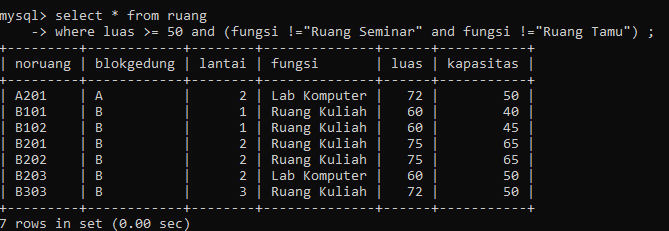 mysql> select * from ruang
    -> where luas >= 50 and (fungsi !="Ruang Seminar" and fungsi !="Ruang Tamu") ;
+---------+------------+--------+--------------+------+-----------+
| noruang | blokgedung | lantai | fungsi       | luas | kapasitas |
+---------+------------+--------+--------------+------+-----------+
| A201    | A          |      2 | Lab Komputer |   72 |        50 |
| B101    | B          |      1 | Ruang Kuliah |   60 |        40 |
| B102    | B          |      1 | Ruang Kuliah |   60 |        45 |
| B201    | B          |      2 | Ruang Kuliah |   75 |        65 |
| B202    | B          |      2 | Ruang Kuliah |   75 |        65 |
| B203    | B          |      2 | Lab Komputer |   60 |        50 |
| B303    | B          |      3 | Ruang Kuliah |   72 |        50 |
+---------+------------+--------+--------------+------+-----------+
7 rows in set (0.00 sec)